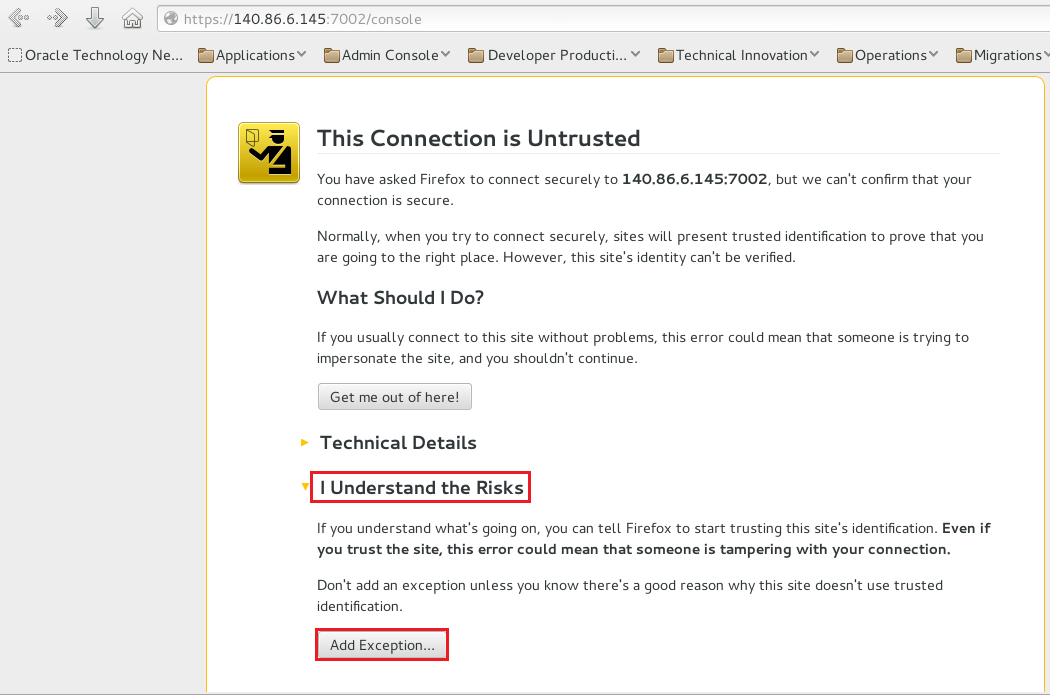 https://140.86.6.145:7002/console
Oracle Technology Ne... Applications Admin Console Developer Producti... Technical Innovation Operations Migrations
This Connection is Untrusted
You have asked Firefox to connect securely to 140.86.6.145:7002, but we can't confirm that your
connection is secure.
Normally, when you try to connect securely, sites will present trusted identification to prove that you
are going to the right place. However, this site's identity can't be verified.
What Should I Do?
If you usually connect to this site without problems, this error could mean that someone is trying to
impersonate the site, and you shouldn't continue.
Get me out of here!
Technical Details
I Understand the Risks
If you understand what's going on, you can tell Firefox to start trusting this site's identification. Even if
you trust the site, this error could mean that someone is tampering with your connection.
Don't add an exception unless you know there's a good reason why this site doesn't use trusted
identification.
Add Exception...